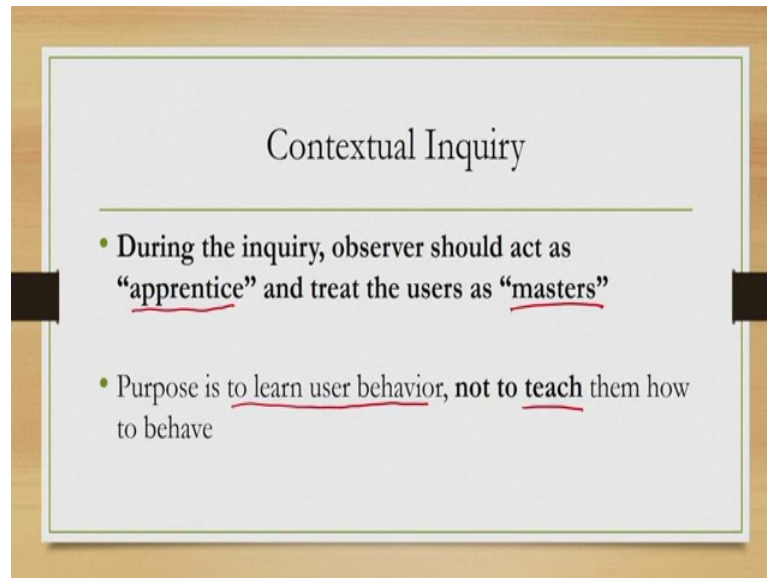 Contextual Inquiry
• During the inquiry, observer should act as
“apprentice” and treat the users as “masters”
• Purpose is to learn user behavior, not to teach them how
to behave